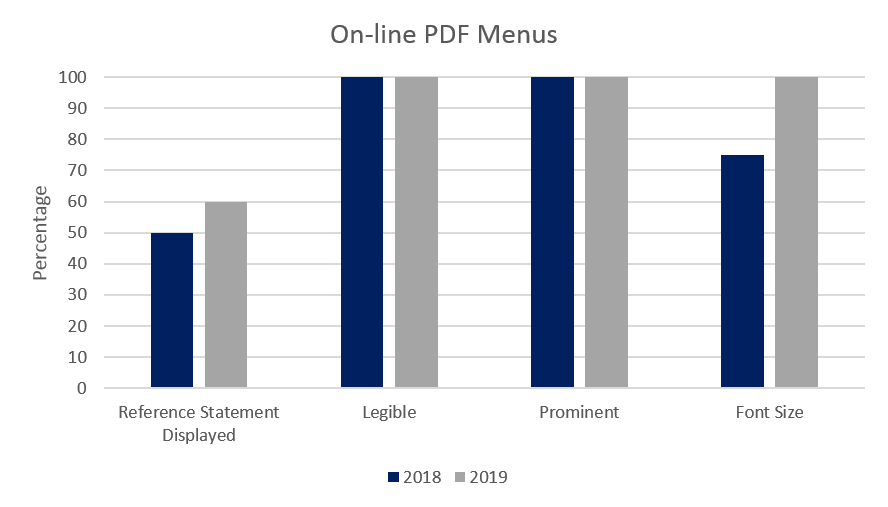 On-line PDF Menus
Percentage
100
90
80
70
60
50
40
30
20
10
0
Reference Statement
Displayed
Legible
Prominent
Font Size
2018
2019